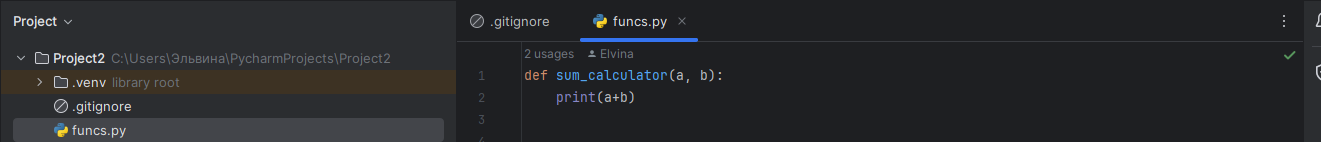 Project
Project2 C:\Users\Эльвина\PycharmProjects\Project2
.venv library root
.gitignore
funcs.py
.gitignore
funcs.py
2 usages Elvina
1 def sum_calculator(a, b):
2 print(a+b)
3